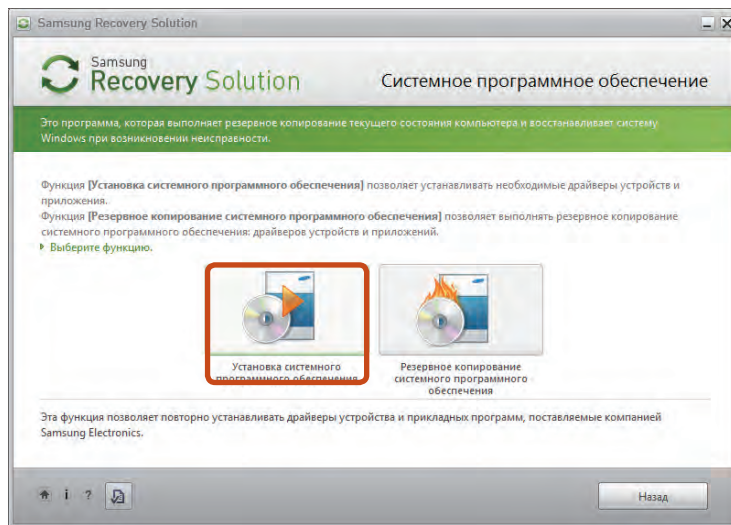 Samsung Recovery Solution
Samsung
Recovery Solution
Системное программное обеспечение
Это программа, которая выполняет резервное копирование текущего состояния компьютера и восстанавливает систему
Windows при возникновении неисправности.
Функция [Установка системного программного обеспечения] позволяет устанавливать необходимые драйверы устройств и
приложения.
Функция [Резервное копирование системного программного обеспечения] позволяет выполнять резервное копирование
системного программного обеспечения: драйверов устройств и приложений.
Выберите функцию.
Установка системного
программного обеспечения
Резервное копирование
системного программного
обеспечения
Эта функция позволяет повторно устанавливать драйверы устройства и прикладных программ, поставляемые компанией
Samsung Electronics.
i ?
Назад